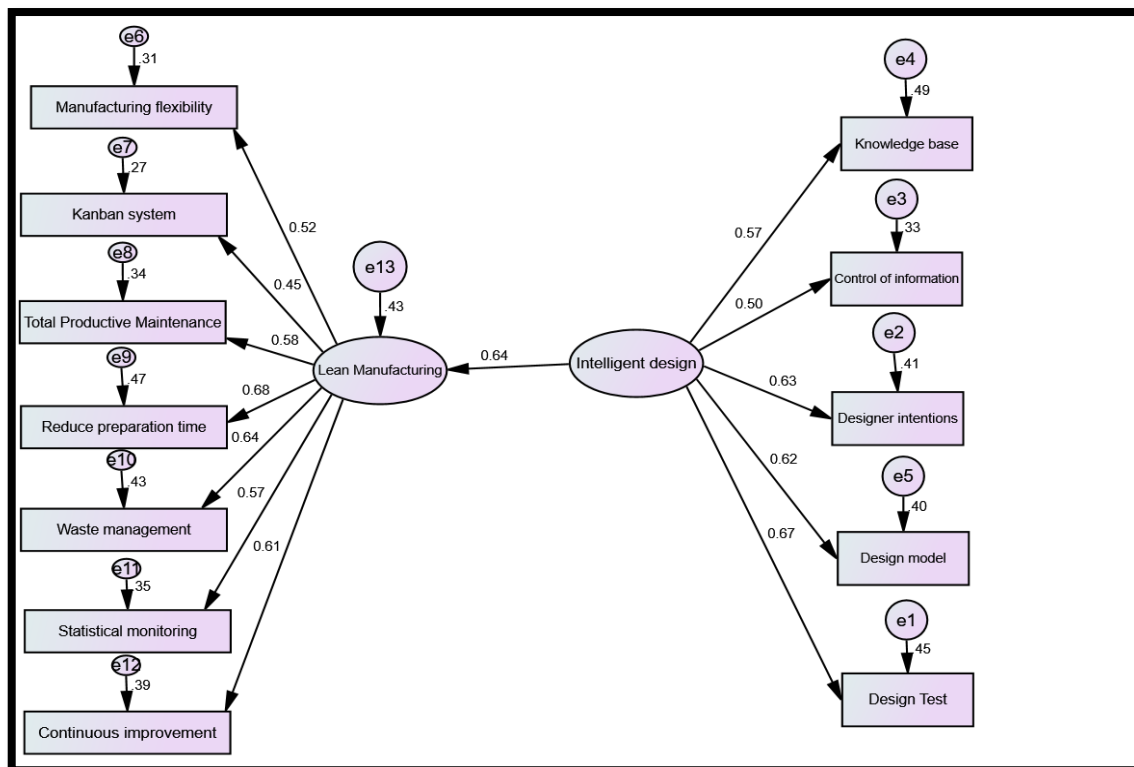 e6
.31
Manufacturing flexibility
e7
.27
Kanban system
e8
.34
Total Productive Maintenance
e9
.47
Reduce preparation time
e10
.43
Waste management
e11
.35
Statistical monitoring
e12
.39
Continuous improvement
0.52
0.45
0.58
0.68
0.64
0.57
0.61
e13
.43
Lean Manufacturing
0.64
Intelligent design
0.57
0.50
0.63
0.62
0.67
e4
.49
Knowledge base
e3
.33
Control of information
e2
.41
Designer intentions
e5
.40
Design model
e1
.45
Design Test